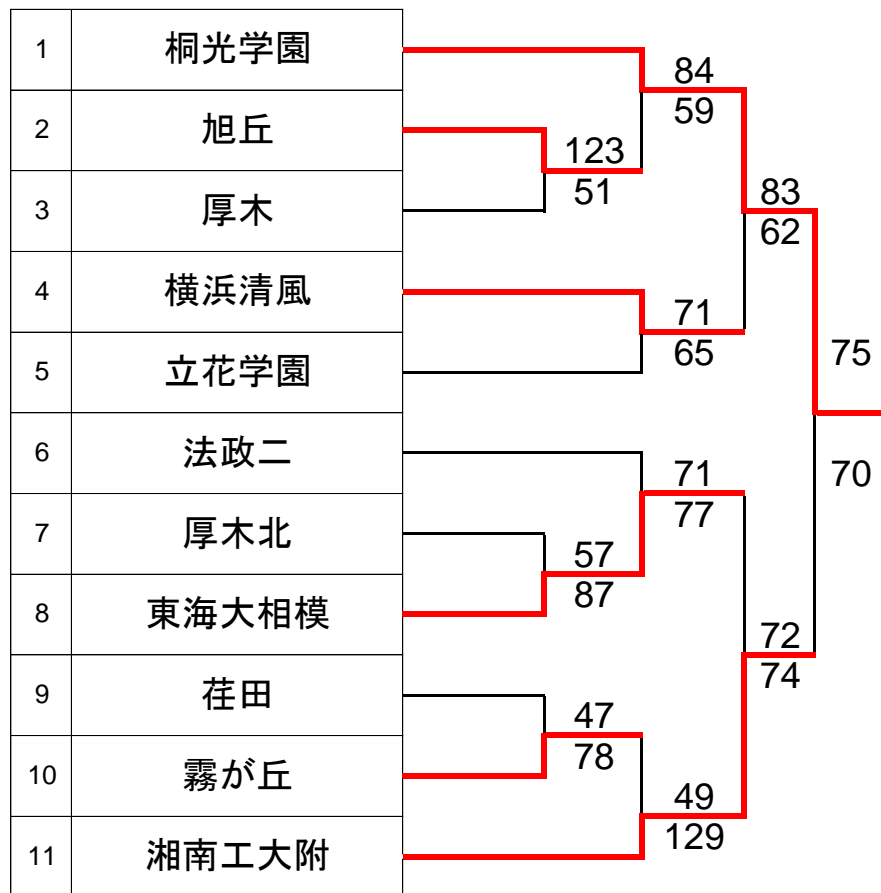 1 桐光学園
2 旭丘
3 厚木
4 横浜清風
5 立花学園
6 法政二
7 厚木北
8 東海大相模
9 荏田
10 霧が丘
11 湘南工大附
123
51
57
87
47
78
84
59
71
65
71
77
49
129
83
62
72
74
75
70